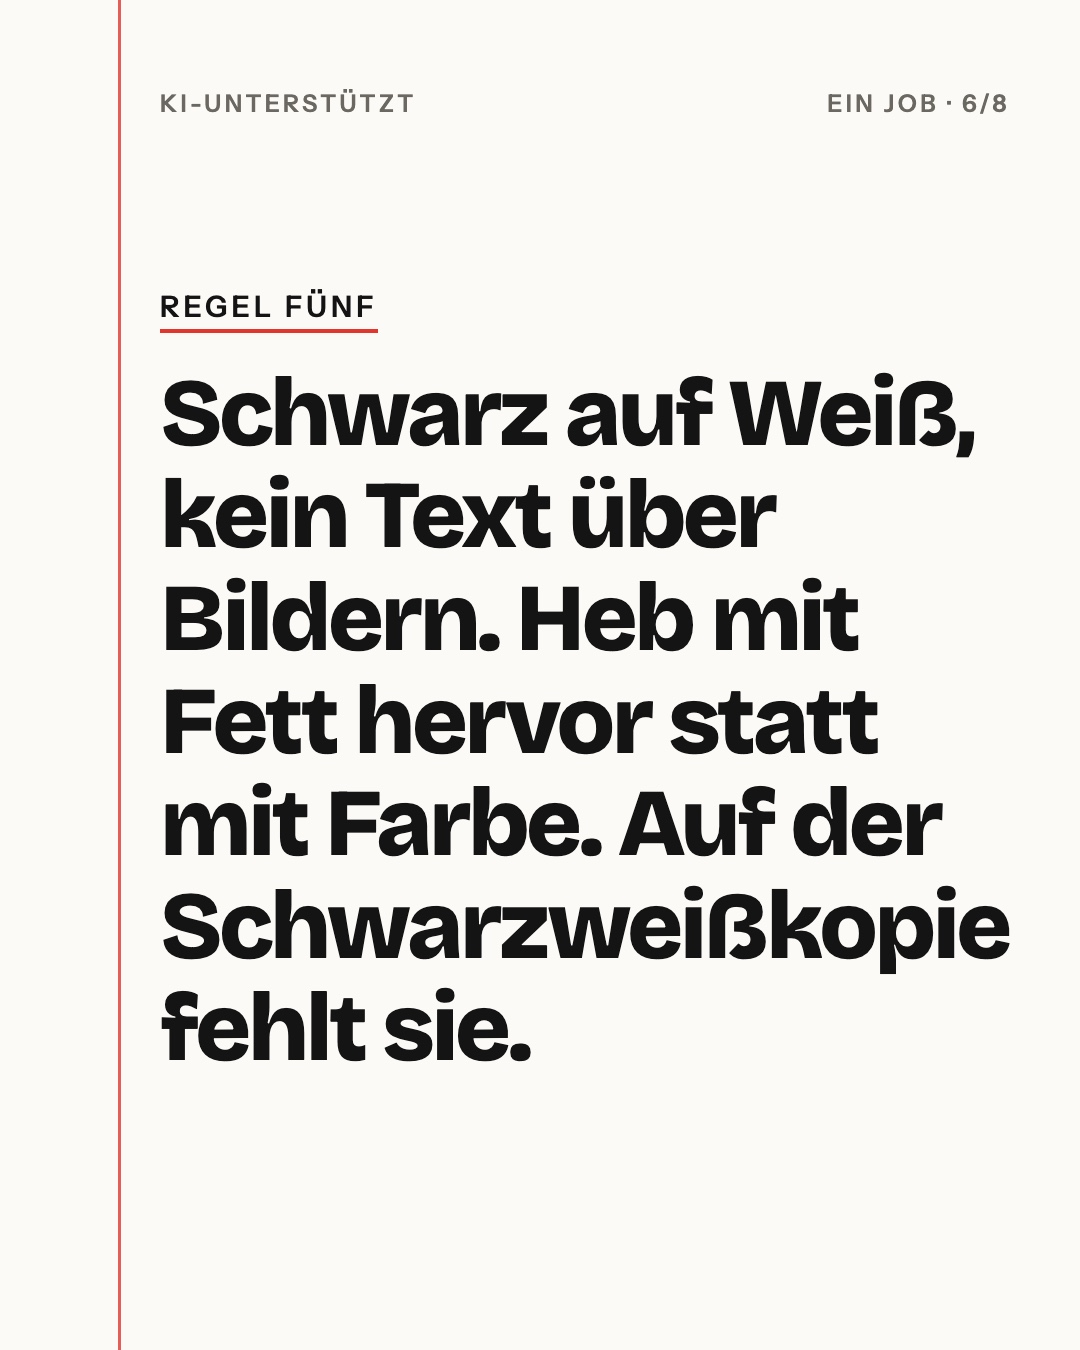 KI-UNTERSTÜTZT
EIN JOB · 6/8
REGEL FÜNF
Schwarz auf Weiß,
kein Text über
Bildern. Heb mit
Fett hervor statt
mit Farbe. Auf der
Schwarzweißkopie
fehlt sie.